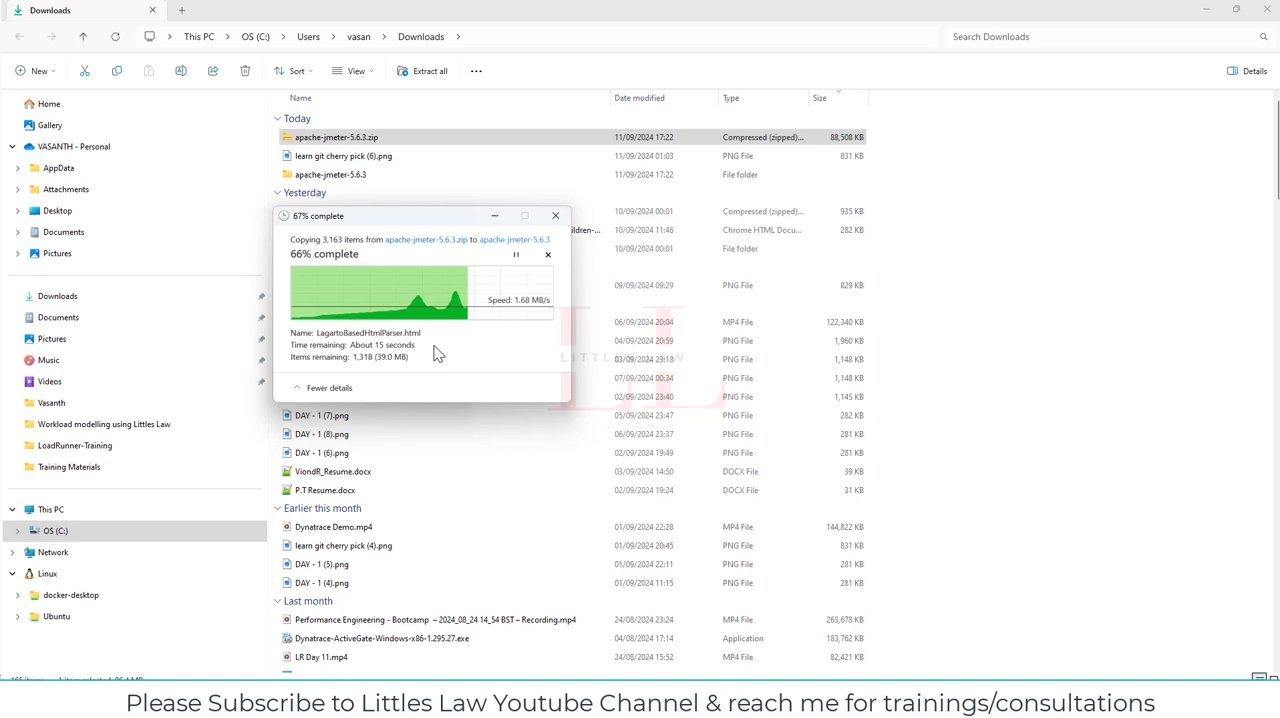 Downloads
This PC > OS (C:) > Users > vasan > Downloads >
Search Downloads
New
Sort
View
Extract all
Details
Name
Date modified
Type
Size
Home
Gallery
VASANTH - Personal
AppData
Attachments
Desktop
Documents
Pictures
Downloads
Documents
Pictures
Music
Videos
Vasanth
Workload modelling using Littles Law
LoadRunner-Training
Training Materials
This PC
OS (C:)
Network
Linux
docker-desktop
Ubuntu
Today
apache-jmeter-5.6.3.zip 11/09/2024 17:22 Compressed (zipped)... 88,508 KB
learn git cherry pick (6).png 11/09/2024 01:03 PNG File 831 KB
apache-jmeter-5.6.3 11/09/2024 17:22 File folder
Yesterday
10/09/2024 00:01 Compressed (zipped)... 935 KB
ildren-... 10/09/2024 11:46 Chrome HTML Docu... 282 KB
10/09/2024 00:01 File folder
09/09/2024 09:29 PNG File 829 KB
06/09/2024 20:04 MP4 File 122,340 KB
04/09/2024 20:59 MP4 File 1,960 KB
03/09/2024 23:18 MP4 File 1,148 KB
07/09/2024 00:34 MP4 File 1,148 KB
02/09/2024 23:40 MP4 File 1,145 KB
DAY - 1 (7).png 05/09/2024 23:47 PNG File 282 KB
DAY - 1 (8).png 06/09/2024 23:37 PNG File 281 KB
DAY - 1 (6).png 02/09/2024 19:49 PNG File 281 KB
ViondR_Resume.docx 03/09/2024 14:50 DOCX File 39 KB
P.T Resume.docx 02/09/2024 19:24 DOCX File 31 KB
Earlier this month
Dynatrace Demo.mp4 01/09/2024 22:28 MP4 File 144,822 KB
learn git cherry pick (4).png 01/09/2024 20:45 PNG File 831 KB
DAY - 1 (5).png 01/09/2024 22:11 PNG File 281 KB
DAY - 1 (4).png 01/09/2024 11:15 PNG File 281 KB
Last month
Performance Engineering - Bootcamp – 2024_08_24 14_54 BST – Recording.mp4 24/08/2024 23:24 MP4 File 263,678 KB
Dynatrace-ActiveGate-Windows-x86-1.295.27.exe 04/08/2024 17:14 Application 183,762 KB
LR Day 11.mp4 24/08/2024 15:52 MP4 File 82,421 KB
67% complete
Copying 3,163 items from apache-jmeter-5.6.3.zip to apache-jmeter-5.6.3
66% complete
Speed: 1.68 MB/s
Name: LagartoBasedHtmlParser.html
Time remaining: About 15 seconds
Items remaining: 1,318 (39.0 MB)
Fewer details
LL
LITTLES LAW
Please Subscribe to Littles Law Youtube Channel & reach me for trainings/consultations